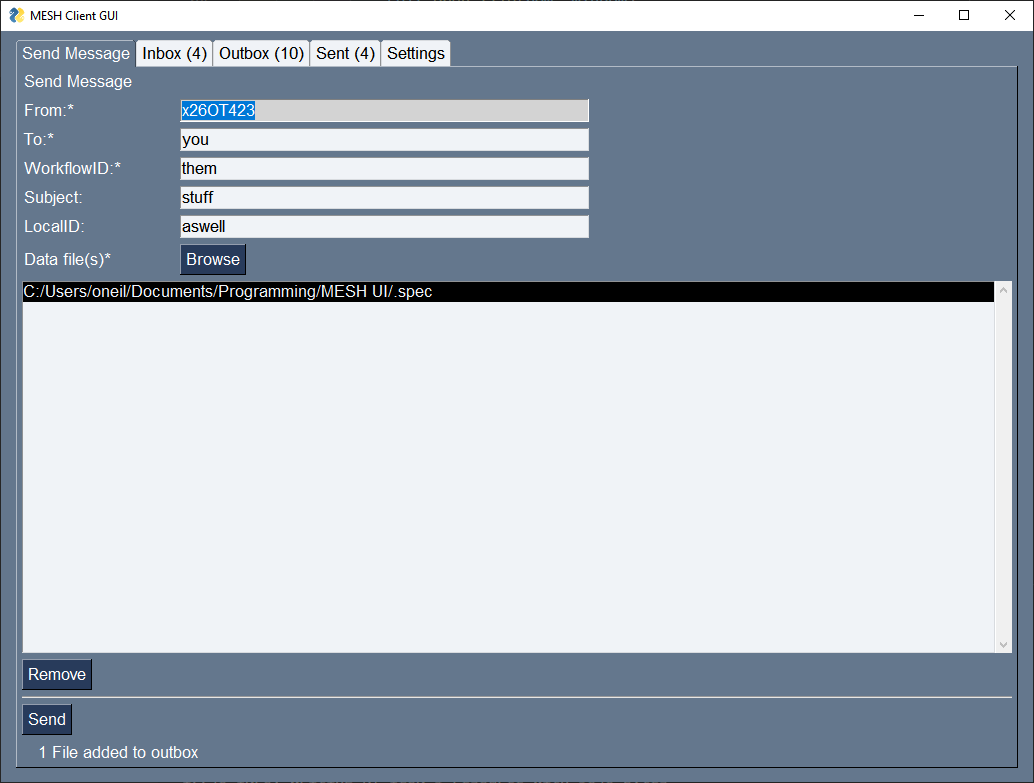 MESH Client GUI
Send Message Inbox (4) Outbox (10) Sent (4) Settings
Send Message
From:* x26OT423
To:* you
WorkflowID:* them
Subject: stuff
LocalID: aswell
Data file(s)* Browse
C:/Users/oneil/Documents/Programming/MESH UI/.spec
Remove
Send
1 File added to outbox